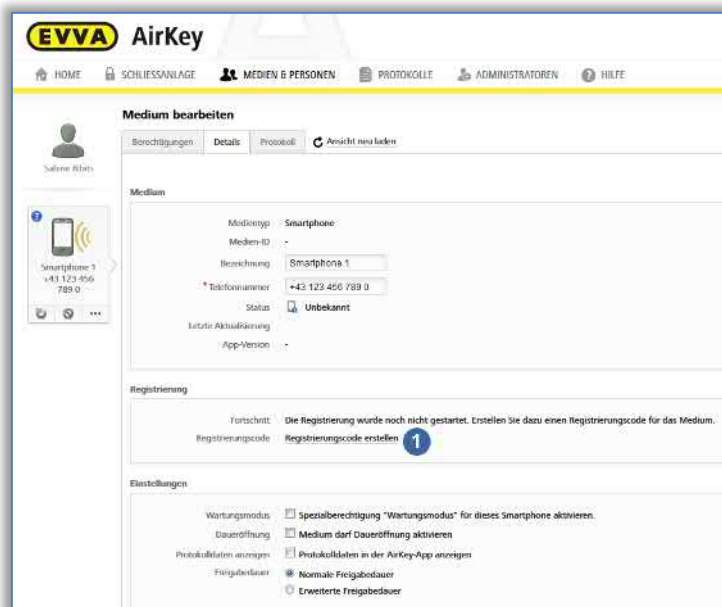 EVVA AirKey
HOME SCHLIESSANLAGE MEDIEN & PERSONEN PROTOKOLLE ADMINISTRATOREN HILFE
Medium bearbeiten
Berechtigungen Details Protokoll Ansicht neu laden
Medium
Medientyp Smartphone
Medien-ID -
Bezeichnung Smartphone 1
* Telefonnummer +43 123 456 789 0
Status Unbekannt
Letzte Aktualisierung
App-Version -
?
Smartphone 1
+43 123 456
789 0
Registrierung
Fortschritt Die Registrierung wurde noch nicht gestartet. Erstellen Sie dazu einen Registrierungscode für das Medium.
Registrierungscode Registrierungscode erstellen 1
Einstellungen
Wartungsmodus Spezialberechtigung "Wartungsmodus" für dieses Smartphone aktivieren.
Daueröffnung Medium darf Daueröffnung aktivieren
Protokolldaten anzeigen Protokolldaten in der AirKey-App anzeigen
Freigabedauer Normale Freigabedauer
Erweiterte Freigabedauer